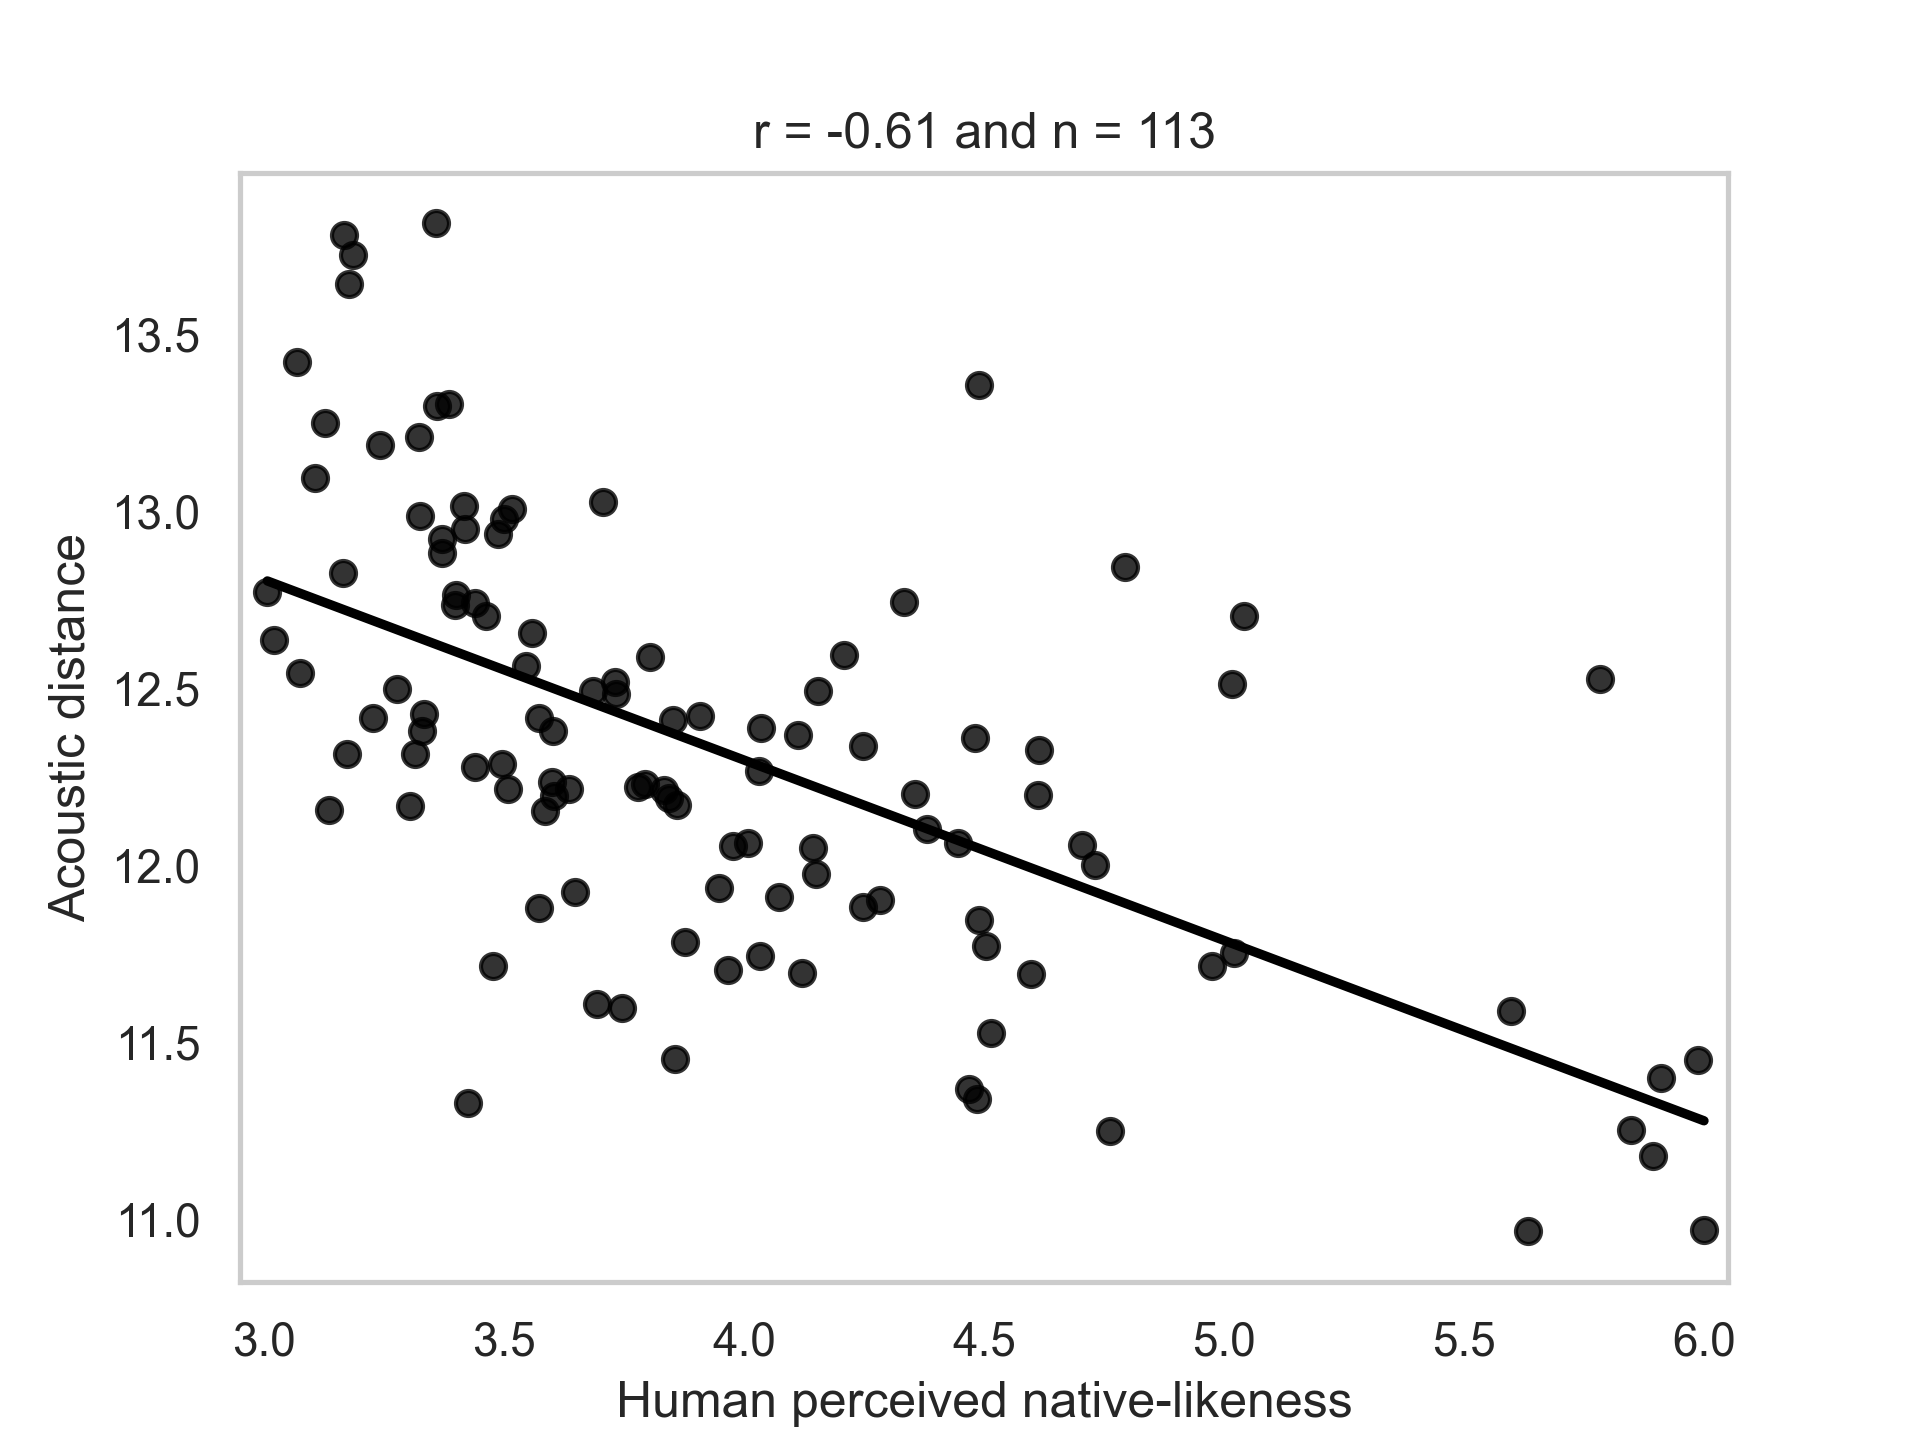 r = -0.61 and n = 113
13.5
13.0
12.5
12.0
11.5
11.0
Acoustic distance
3.0 3.5 4.0 4.5 5.0 5.5 6.0
Human perceived native-likeness